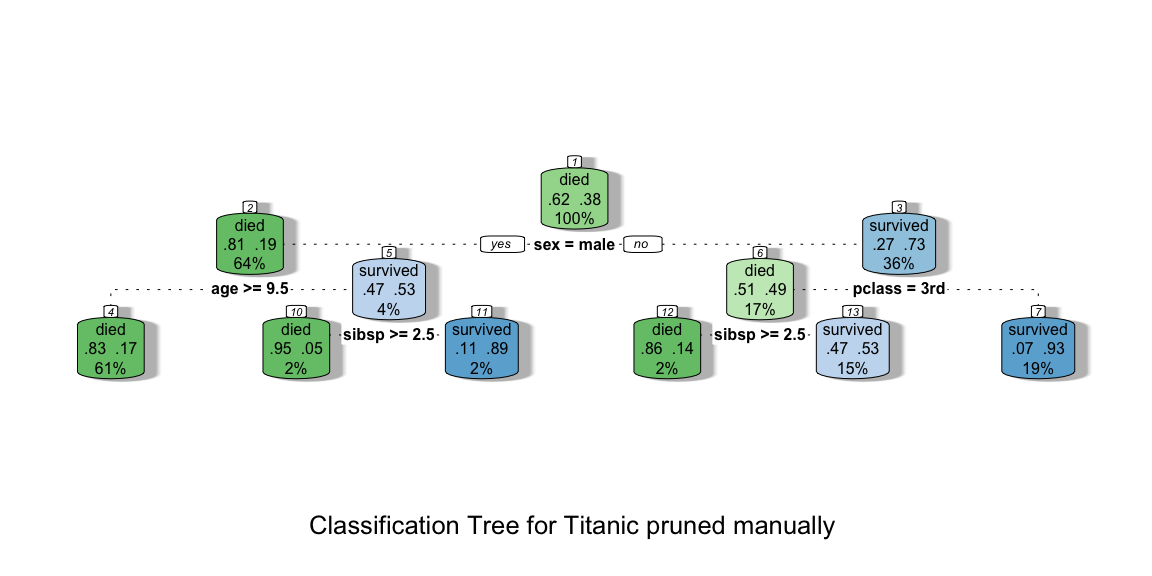 1
died
.62 .38
100%
2
died
.81 .19
64%
3
survived
.27 .73
36%
yes sex = male no
5
survived
.47 .53
4%
6
died
.51 .49
17%
age >= 9.5
pclass = 3rd
4
died
.83 .17
61%
10
died
.95 .05
2%
sibsp >= 2.5
11
survived
.11 .89
2%
12
died
.86 .14
2%
sibsp >= 2.5
13
survived
.47 .53
15%
7
survived
.07 .93
19%
Classification Tree for Titanic pruned manually